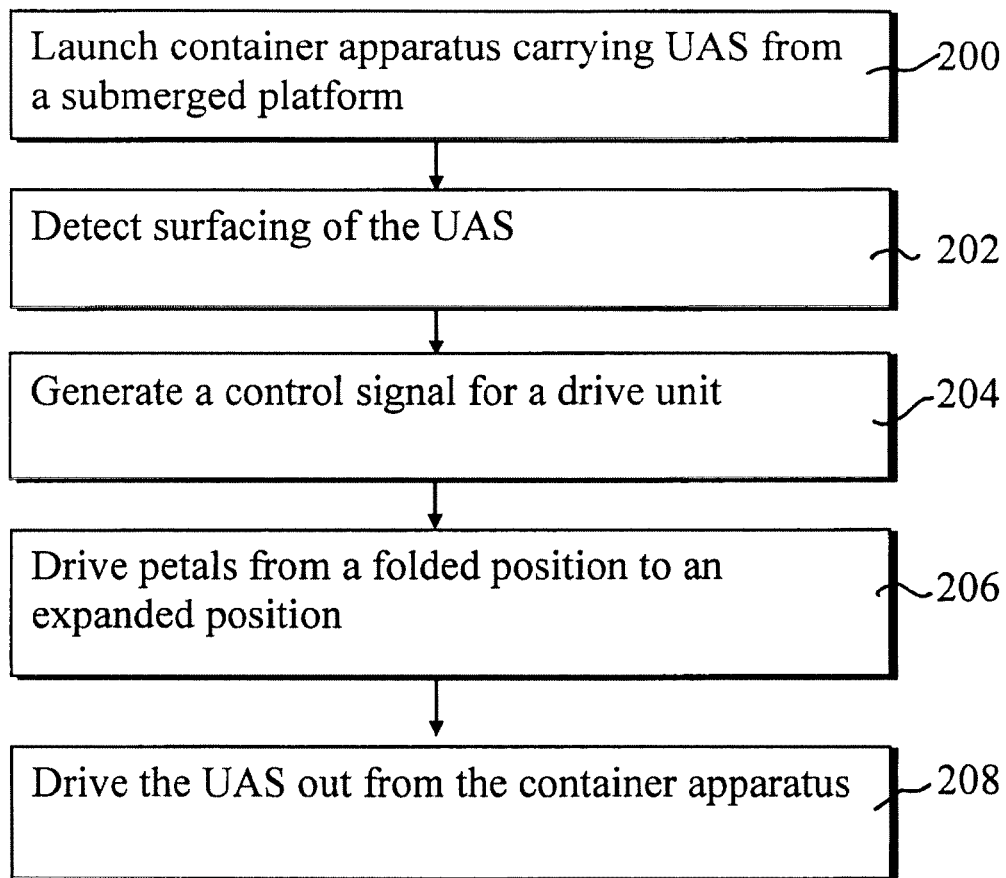 Launch container apparatus carrying UAS from
a submerged platform
200
Detect surfacing of the UAS
202
Generate a control signal for a drive unit
204
Drive petals from a folded position to an
expanded position
206
Drive the UAS out from the container apparatus
208